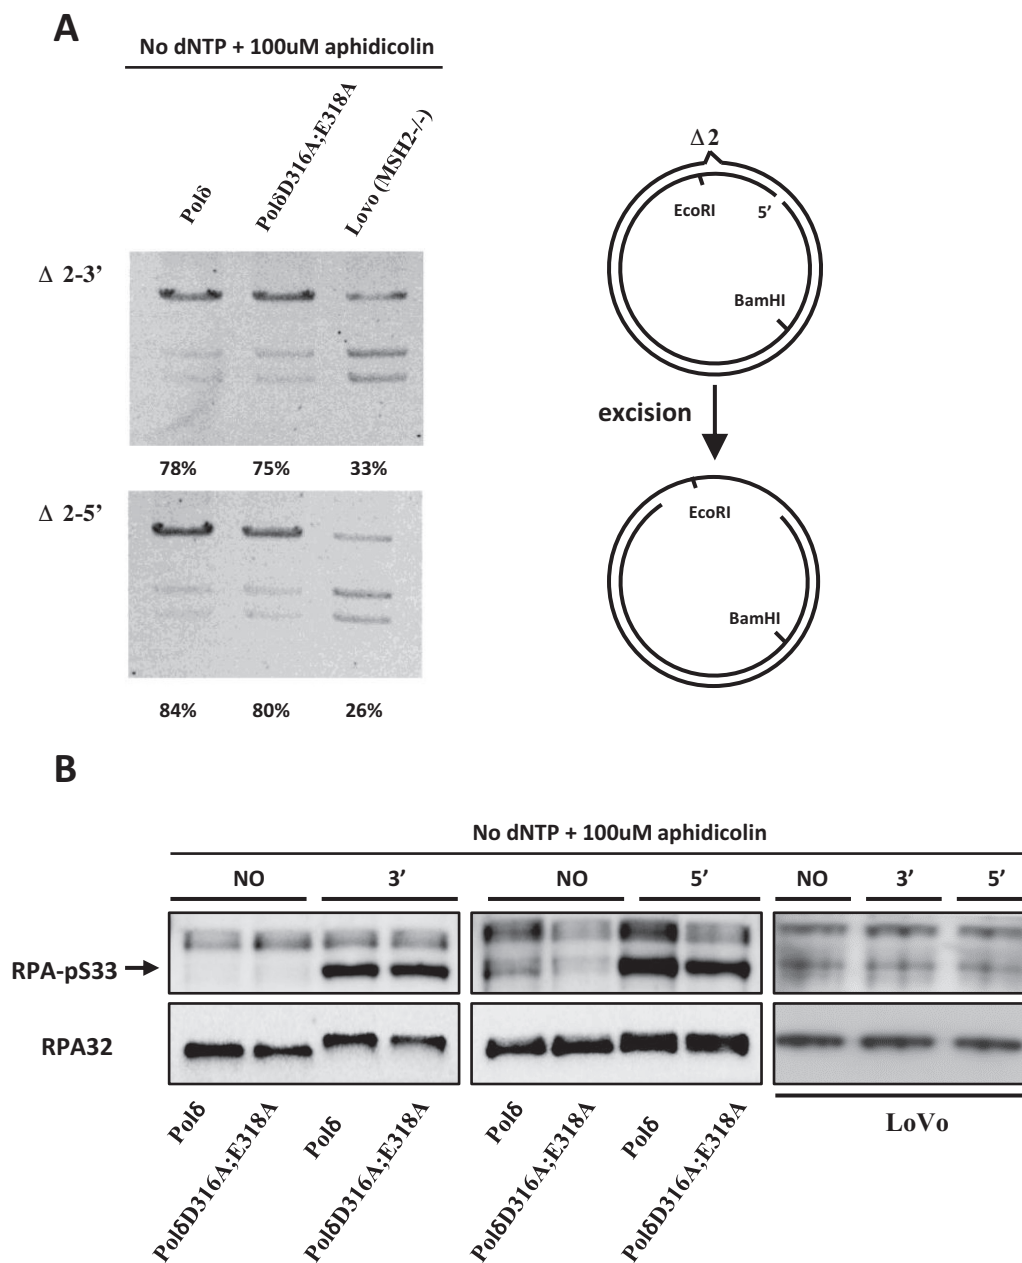 A
No dNTP + 100uM aphidicolin
Polδ
PolδD316A;E318A
Lovo (MSH2-/-)
Δ 2-3’
78% 75% 33%
Δ 2-5’
84% 80% 26%
Δ2
EcoRI 5’
BamHI
excision
EcoRI
BamHI
B
No dNTP + 100uM aphidicolin
NO 3’ NO 5’ NO 3’ 5’
RPA-pS33
RPA32
Polδ
PolδD316A;E318A
Polδ
PolδD316A;E318A
Polδ
PolδD316A;E318A
Polδ
PolδD316A;E318A
LoVo